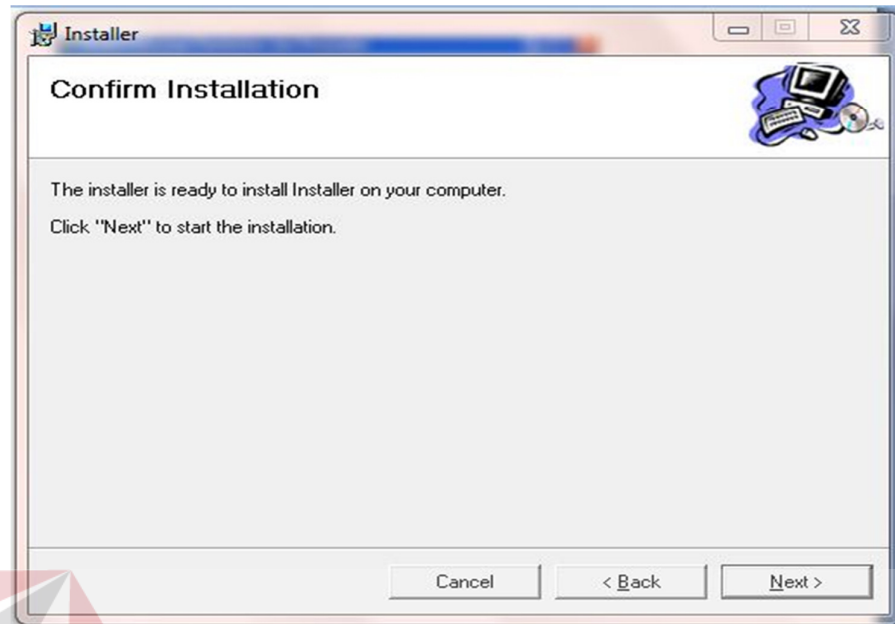 Installer
Confirm Installation
The installer is ready to install Installer on your computer.
Click "Next" to start the installation.
Cancel
< Back
Next >